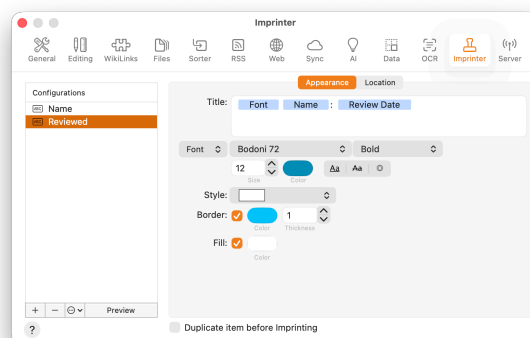 Imprinter
General Editing WikiLinks Files Sorter RSS Web Sync AI Data OCR Imprinter Server
Appearance Location
Configurations
Name
Reviewed
Title: Font Name : Review Date
Font Bodoni 72 Bold
12 Aa Aa
Size Color
Style:
Border: 1
Color Thickness
Fill:
Color
+ − Preview
? Duplicate item before Imprinting